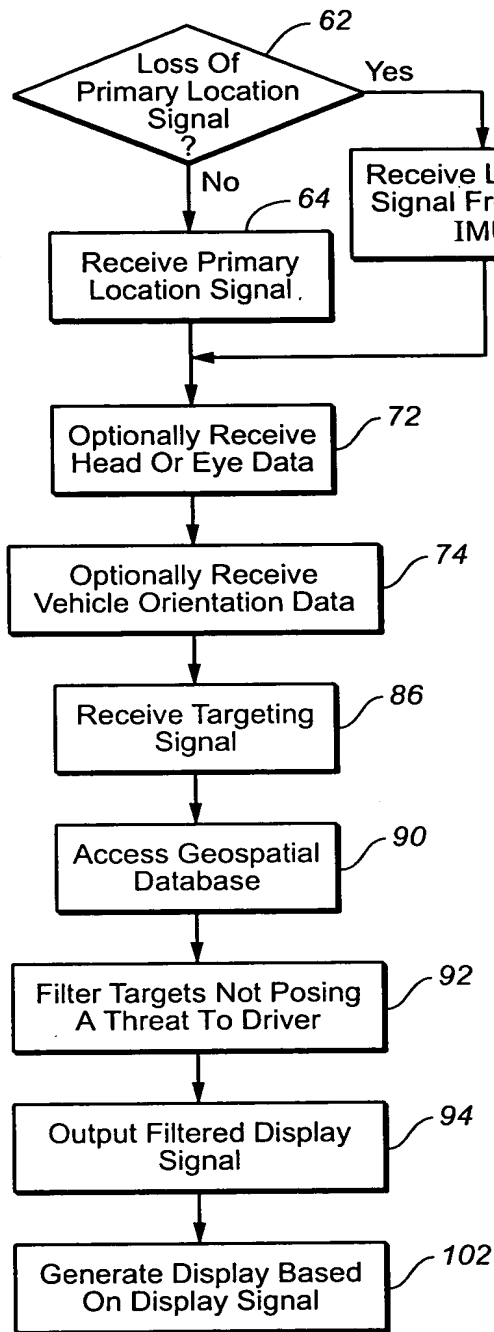 62
Loss Of
Primary Location
Signal
?
Yes
No
64
Receive Primary
Location Signal
Receive
Signal
72
Optionally Receive
Head Or Eye Data
74
Optionally Receive
Vehicle Orientation Data
86
Receive Targeting
Signal
90
Access Geospatial
Database
92
Filter Targets Not Posing
A Threat To Driver
94
Output Filtered Display
Signal
102
Generate Display Based
On Display Signal